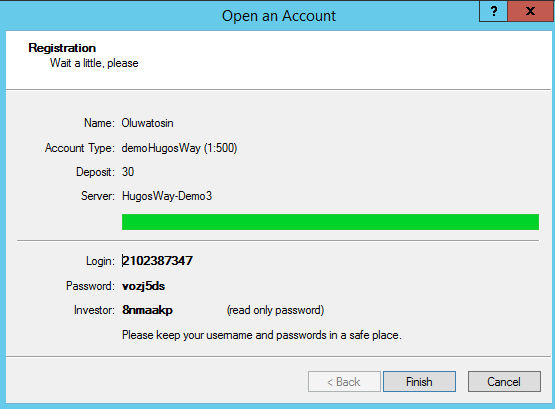 Open an Account
? X
Registration
Wait a little, please
Name: Oluwatosin
Account Type: demoHugosWay (1:500)
Deposit: 30
Server: HugosWay-Demo3
Login: 2102387347
Password: vozj5ds
Investor: 8nmaakp (read only password)
Please keep your username and passwords in a safe place.
< Back Finish Cancel